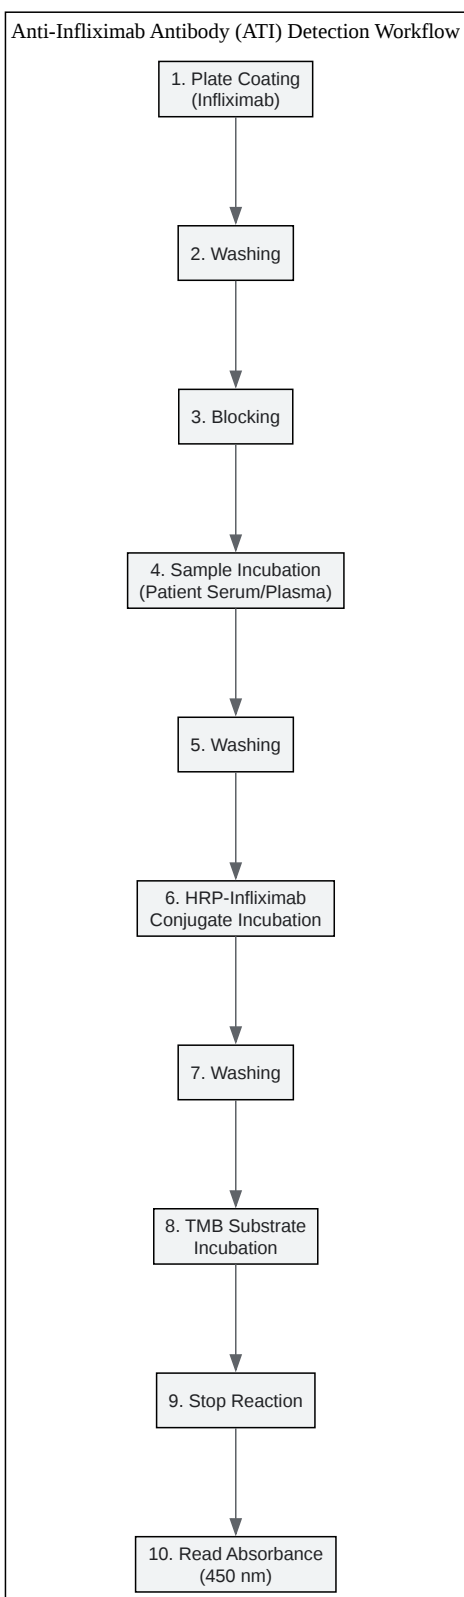 Anti-Infliximab Antibody (ATI) Detection Workflow
1. Plate Coating
(Infliximab)
2. Washing
3. Blocking
4. Sample Incubation
(Patient Serum/Plasma)
5. Washing
6. HRP-Infliximab
Conjugate Incubation
7. Washing
8. TMB Substrate
Incubation
9. Stop Reaction
10. Read Absorbance
(450 nm)